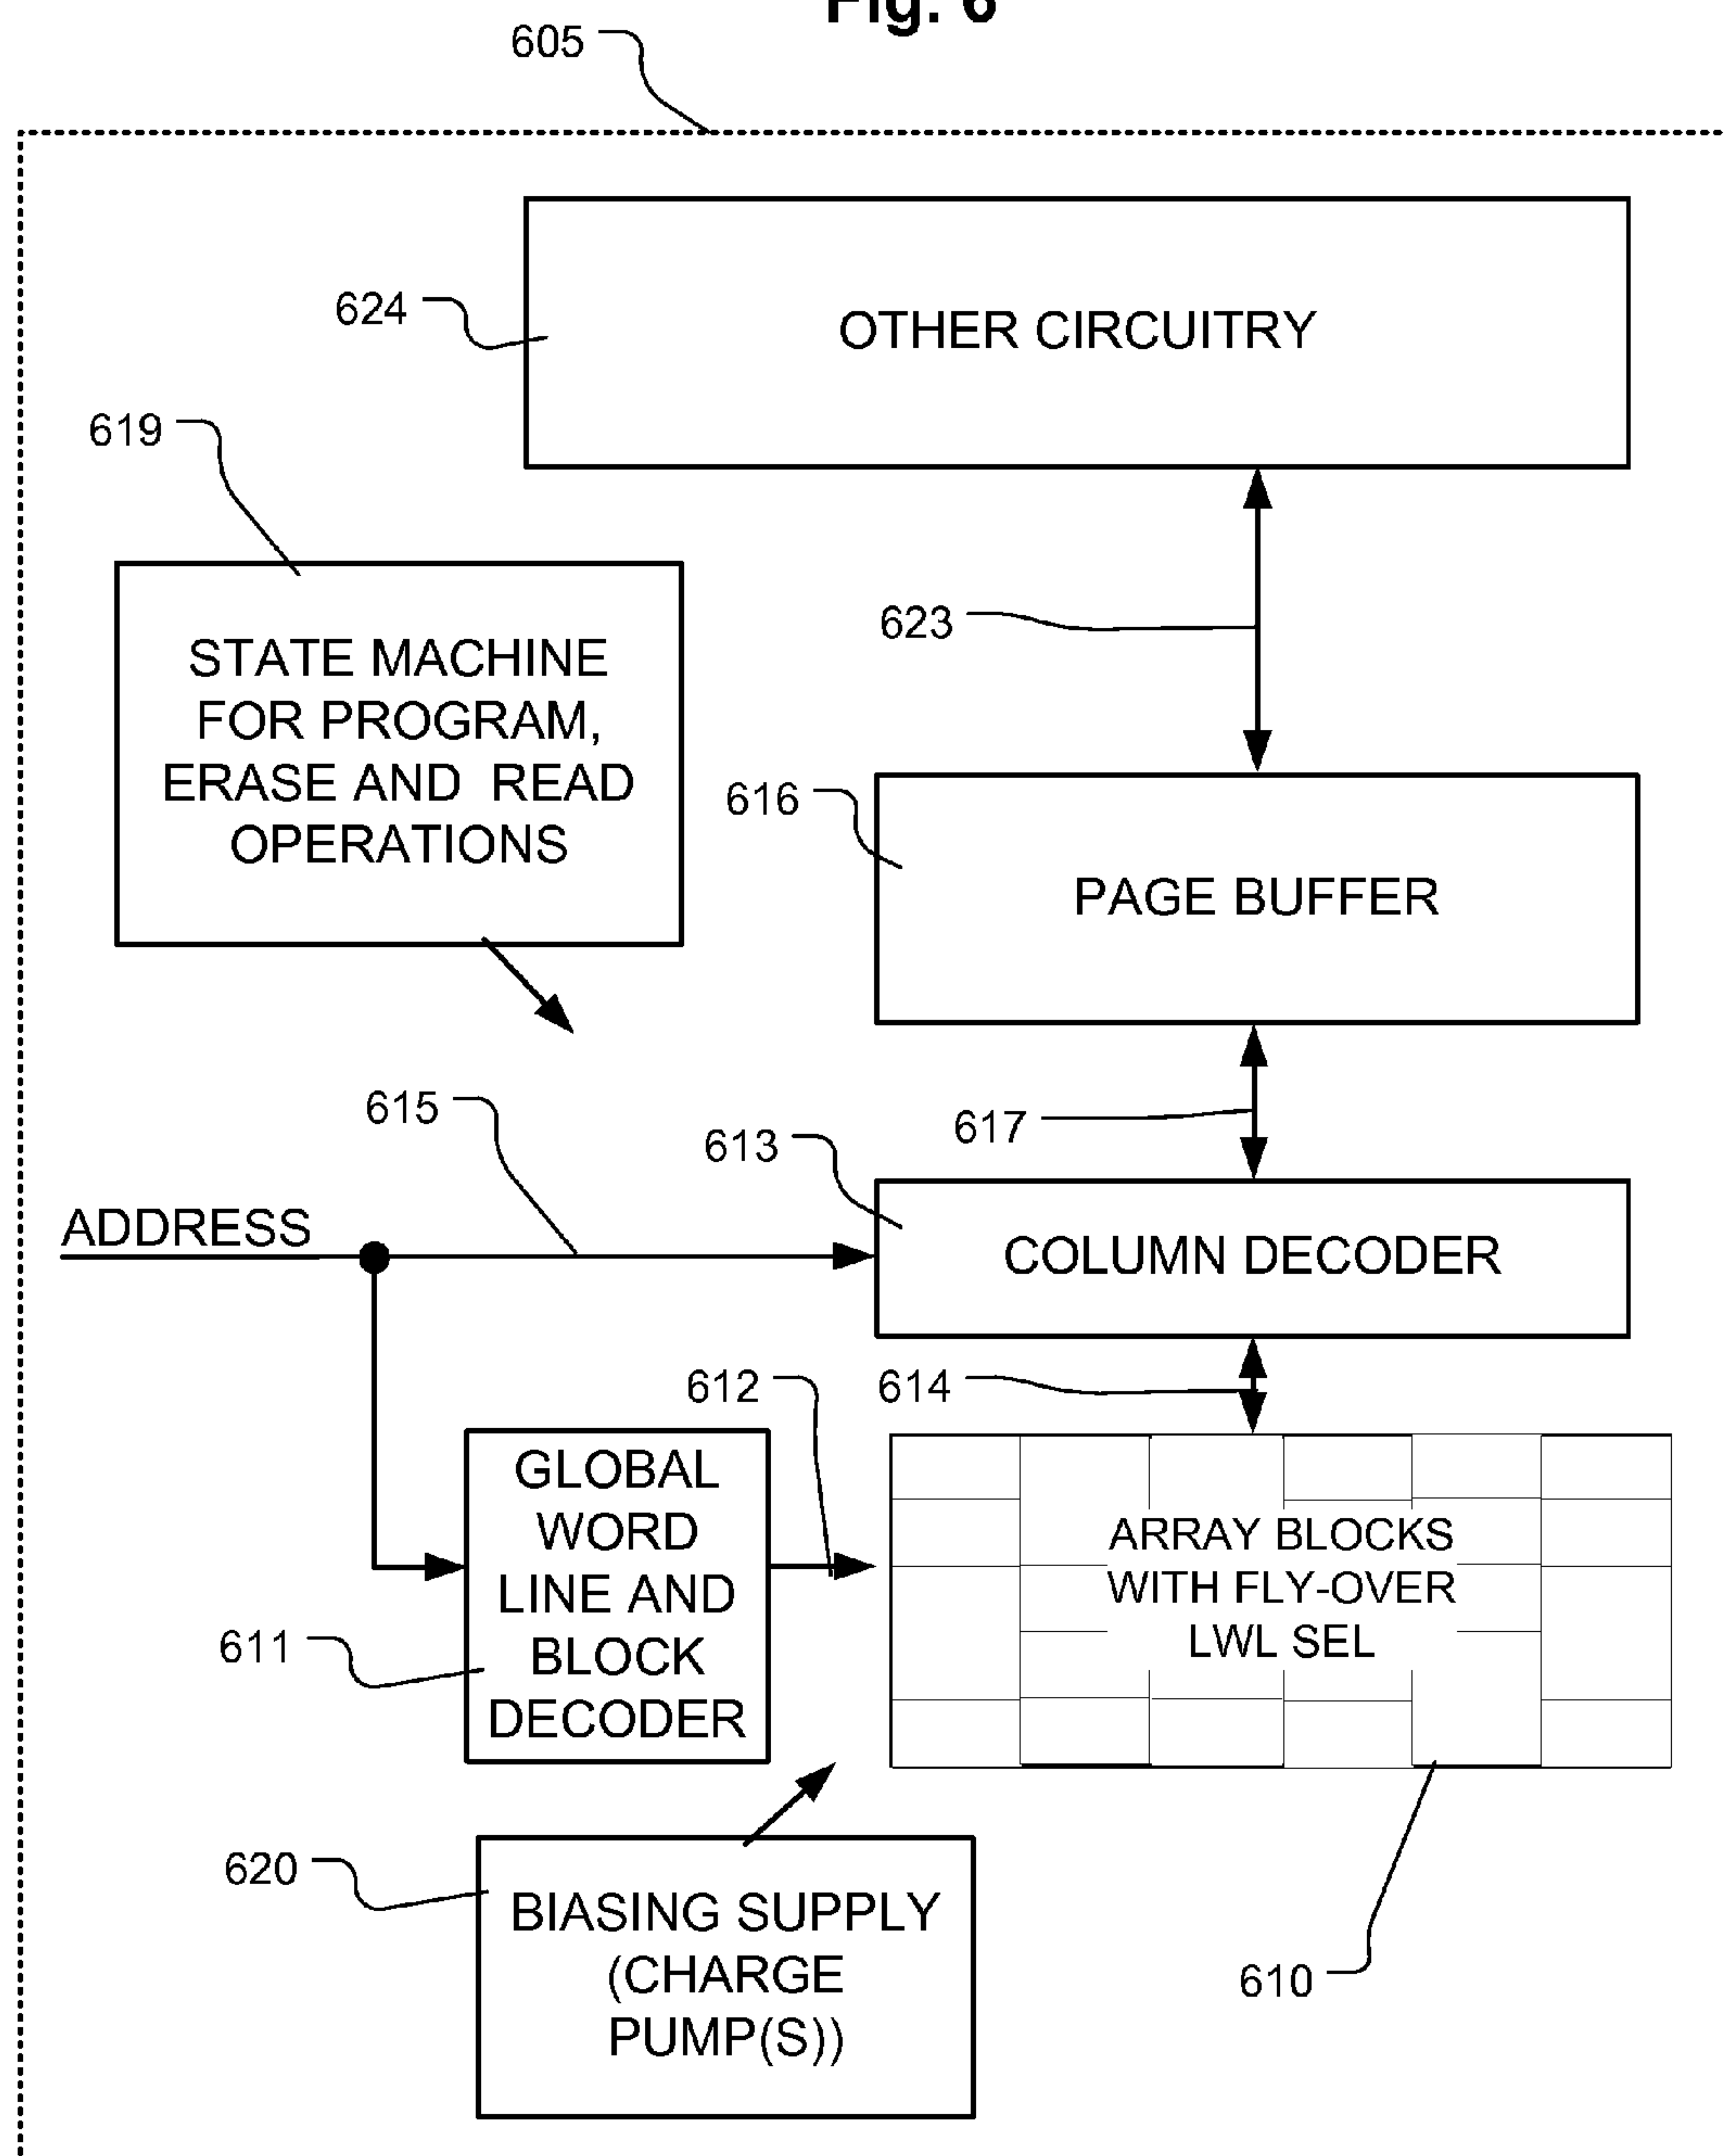 Fig. 6
605
624
OTHER CIRCUITRY
619
STATE MACHINE
FOR PROGRAM,
ERASE AND READ
OPERATIONS
623
616
PAGE BUFFER
615
617
613
ADDRESS
COLUMN DECODER
612
614
GLOBAL
WORD
LINE AND
BLOCK
DECODER
611
ARRAY BLOCKS
WITH FLY-OVER
LWL SEL
620
BIASING SUPPLY
(CHARGE
PUMP(S))
610